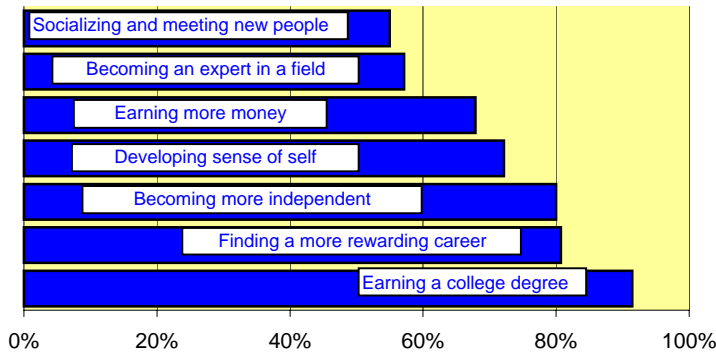 Socializing and meeting new people
Becoming an expert in a field
Earning more money
Developing sense of self
Becoming more independent
Finding a more rewarding career
Earning a college degree
0% 20% 40% 60% 80% 100%